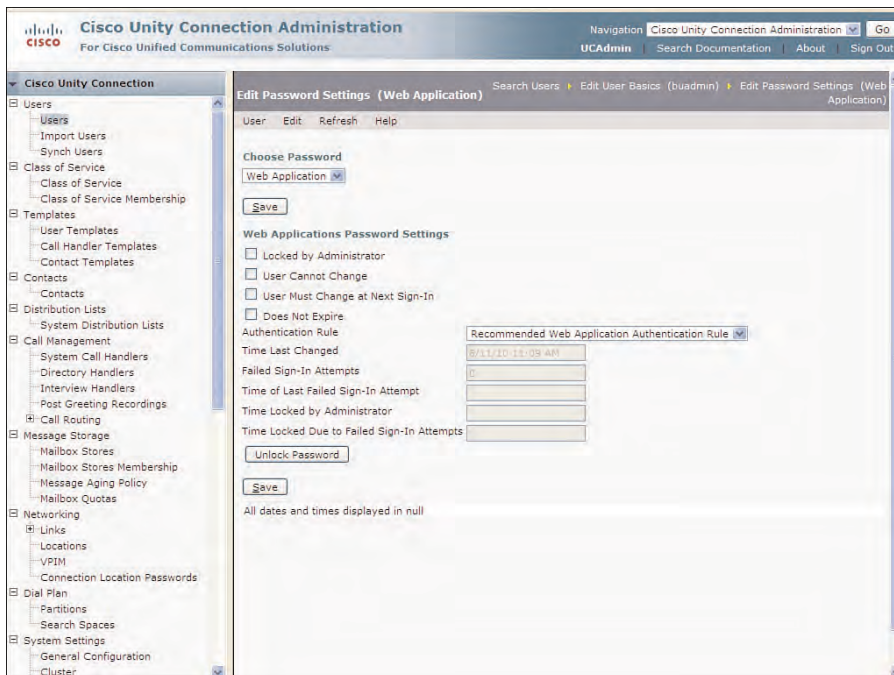 CISCO
Cisco Unity Connection Administration
For Cisco Unified Communications Solutions
Navigation Cisco Unity Connection Administration Go
UCAdmin | Search Documentation | About | Sign Out
Cisco Unity Connection
Users
Users
Import Users
Synch Users
Class of Service
Class of Service
Class of Service Membership
Templates
User Templates
Call Handler Templates
Contact Templates
Contacts
Contacts
Distribution Lists
System Distribution Lists
Call Management
System Call Handlers
Directory Handlers
Interview Handlers
Post Greeting Recordings
Call Routing
Message Storage
Mailbox Stores
Mailbox Stores Membership
Message Aging Policy
Mailbox Quotas
Networking
Links
Locations
VPIM
Connection Location Passwords
Dial Plan
Partitions
Search Spaces
System Settings
General Configuration
Cluster
Edit Password Settings (Web Application)
Search Users Edit User Basics (buadmin) Edit Password Settings (Web
Application)
User Edit Refresh Help
Choose Password
Web Application
Save
Web Applications Password Settings
Locked by Administrator
User Cannot Change
User Must Change at Next Sign-In
Does Not Expire
Authentication Rule Recommended Web Application Authentication Rule
Time Last Changed 8/11/10 11:09 AM
Failed Sign-In Attempts 0
Time of Last Failed Sign-In Attempt
Time Locked by Administrator
Time Locked Due to Failed Sign-In Attempts
Unlock Password
Save
All dates and times displayed in null